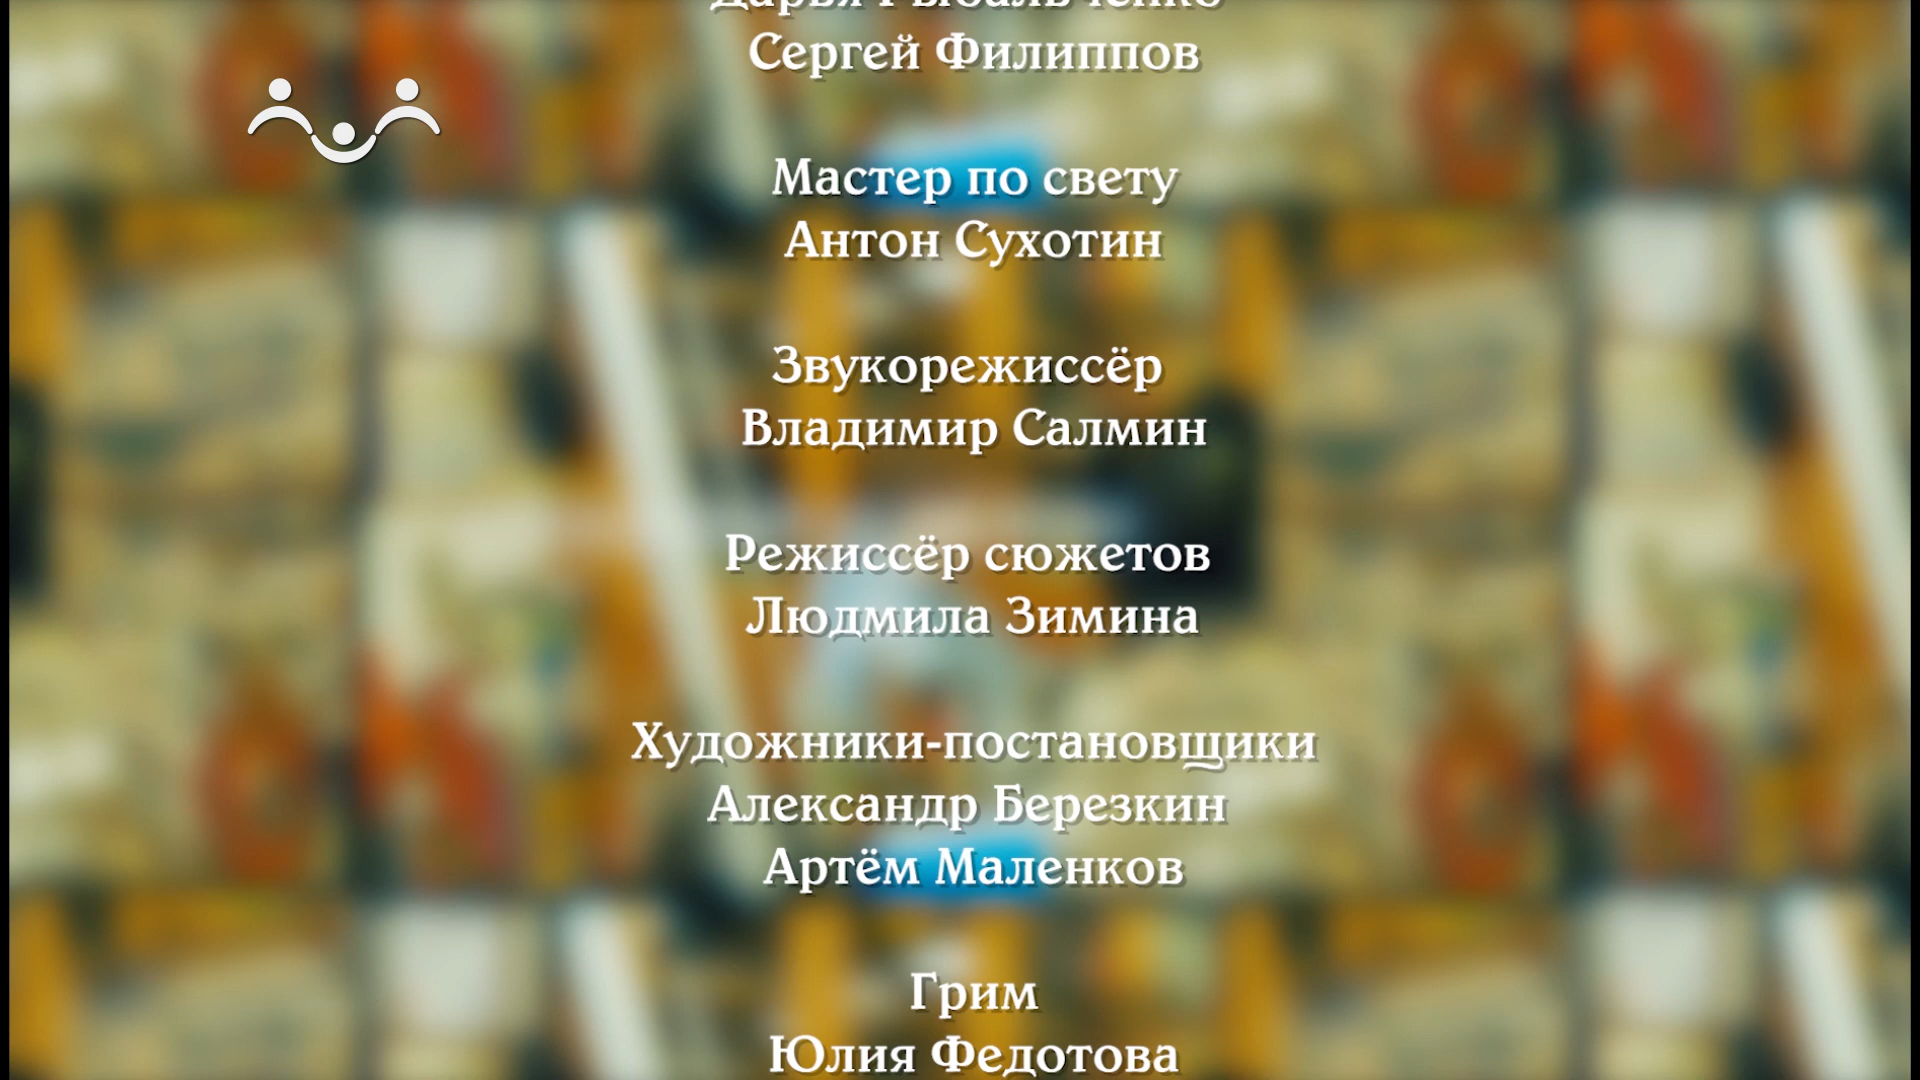 Сергей Филиппов
Мастер по свету
Антон Сухотин
Звукорежиссёр
Владимир Салмин
Режиссёр сюжетов
Людмила Зимина
Художники-постановщики
Александр Березкин
Артём Маленков
Грим
Юлия Федотова